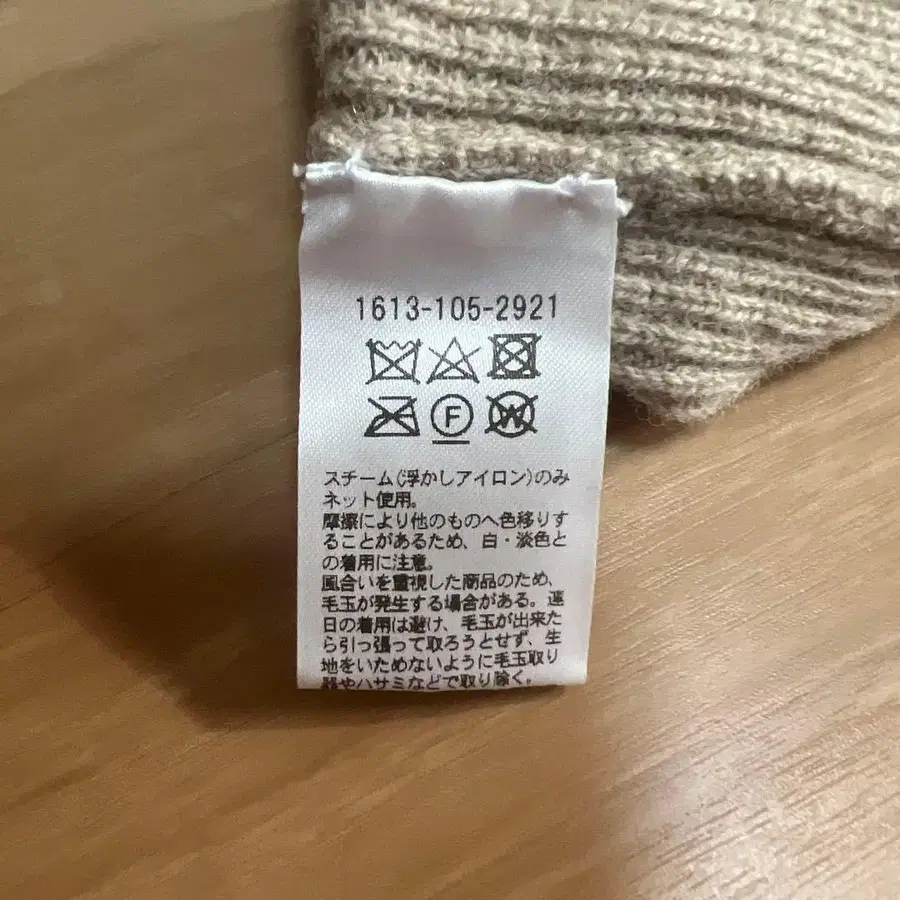 1613-105-2921
F
W
スチーム(浮かしアイロン)のみ
ネット使用。
摩擦により他のものへ色移りす
ることがあるため、白・淡色と
の着用に注意。
風合いを重視した商品のため、
毛玉が発生する場合がある。連
日の着用は避け、毛玉が出来た
ら引っ張って取ろうとせず、生
地をいためないように毛玉取り
器やハサミなどで取り除く。